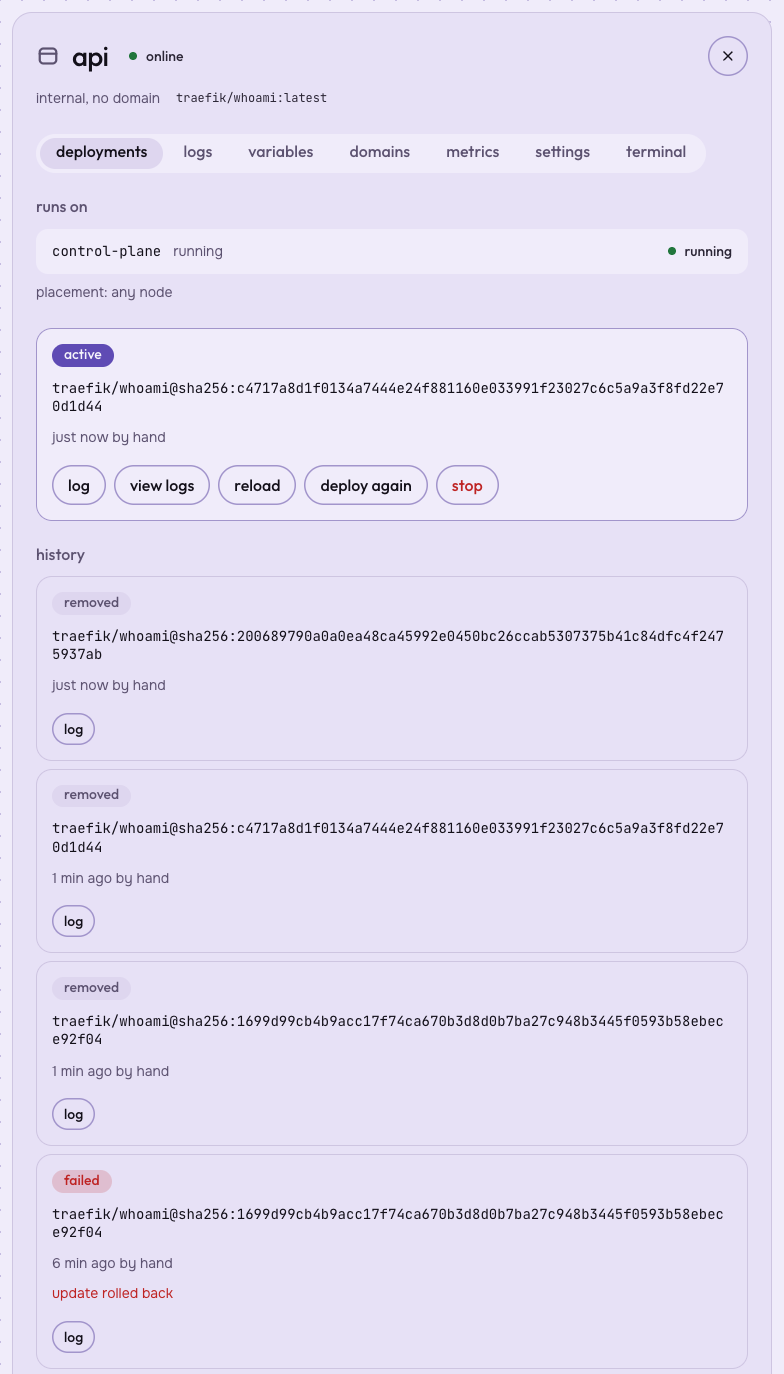 api
online
internal, no domain traefik/whoami:latest
deployments logs variables domains metrics settings terminal
runs on
control-plane running running
placement: any node
active
traefik/whoami@sha256:c4717a8d1f0134a7444e24f881160e033991f23027c6c5a9a3f8fd22e7
0d1d44
just now by hand
log view logs reload deploy again stop
history
removed
traefik/whoami@sha256:200689790a0a0ea48ca45992e0450bc26ccab5307375b41c84dfc4f247
5937ab
just now by hand
log
removed
traefik/whoami@sha256:c4717a8d1f0134a7444e24f881160e033991f23027c6c5a9a3f8fd22e7
0d1d44
1 min ago by hand
log
removed
traefik/whoami@sha256:1699d99cb4b9acc17f74ca670b3d8d0b7ba27c948b3445f0593b58ebec
e92f04
1 min ago by hand
log
failed
traefik/whoami@sha256:1699d99cb4b9acc17f74ca670b3d8d0b7ba27c948b3445f0593b58ebec
e92f04
6 min ago by hand
update rolled back
log